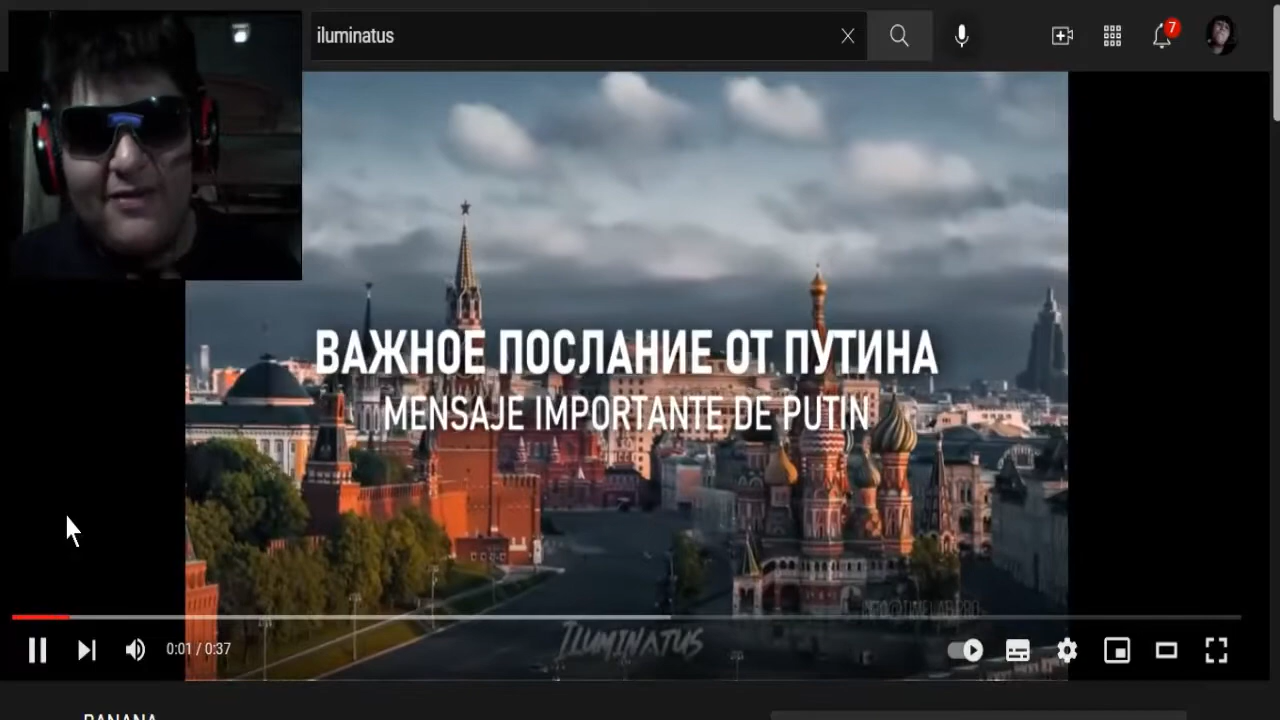 iluminatus
7
ВАЖНОЕ ПОСЛАНИЕ ОТ ПУТИНА
MENSAJE IMPORTANTE DE PUTIN
ILUMINATUS
0:01 / 0:37
BANANA